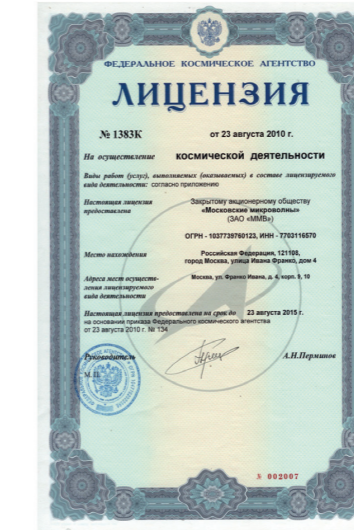 ФЕДЕРАЛЬНОЕ КОСМИЧЕСКОЕ АГЕНТСТВО
ЛИЦЕНЗИЯ
№ 1383К от 23 августа 2010 г.
На осуществление космической деятельности
Виды работ (услуг), выполняемых (оказываемых) в составе лицензируемого
вида деятельности: согласно приложению
Настоящая лицензия Закрытому акционерному обществу
предоставлена «Московские микроволны»
(ЗАО «ММВ»)
ОГРН - 1037739760123, ИНН - 7703116570
Место нахождения Российская Федерация, 121108,
город Москва, улица Ивана Франко, дом 4
Адреса мест осуществ- Москва, ул. Франко Ивана, д. 4, корп. 9, 10
ления лицензируемого
вида деятельности
Настоящая лицензия предоставлена на срок до 23 августа 2015 г.
на основании приказа Федерального космического агентства
от 23 августа 2010 г. № 134
Руководитель А.Н.Перминов
М.П.
№ 002007